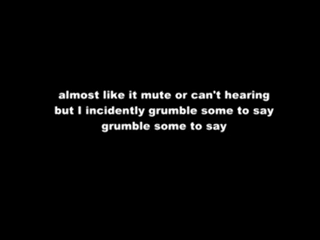 almost like it mute or can't hearing
but I incidently grumble some to say
grumble some to say